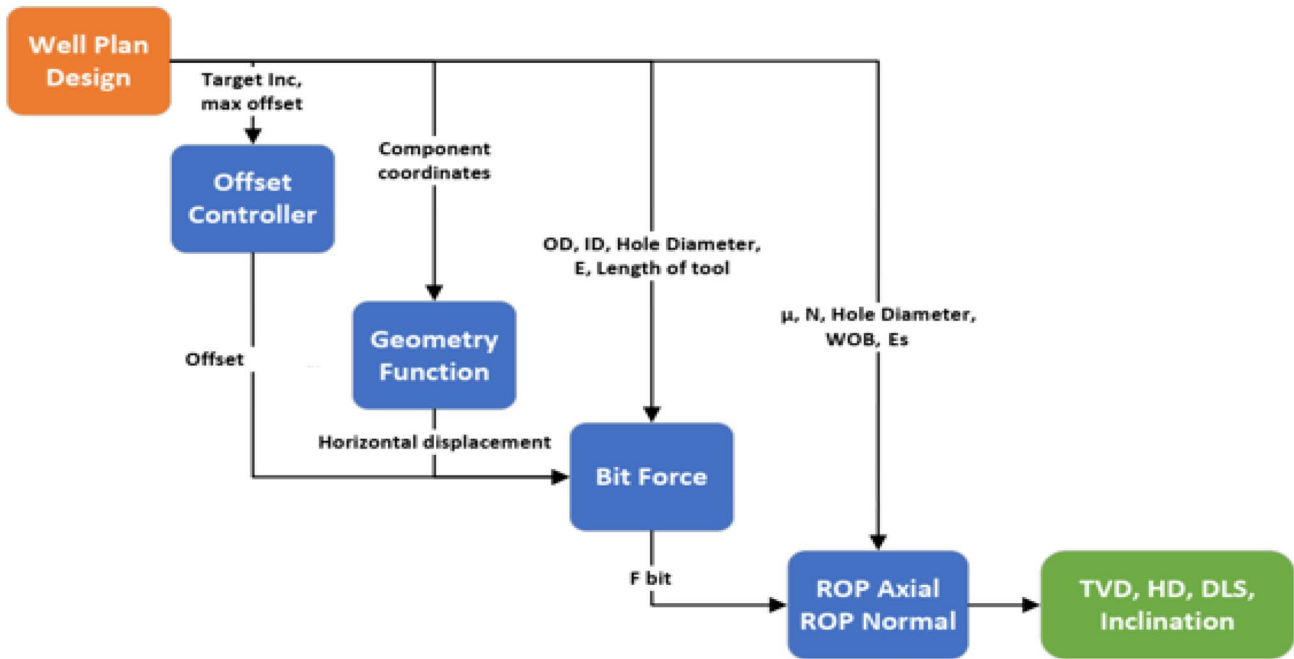 Well Plan
Design
Target Inc,
max offset
Offset
Controller
Component
coordinates
OD, ID, Hole Diameter,
E, Length of tool
μ, N, Hole Diameter,
WOB, Es
Geometry
Function
Offset
Horizontal displacement
Bit Force
F bit
ROP Axial
ROP Normal
TVD, HD, DLS,
Inclination